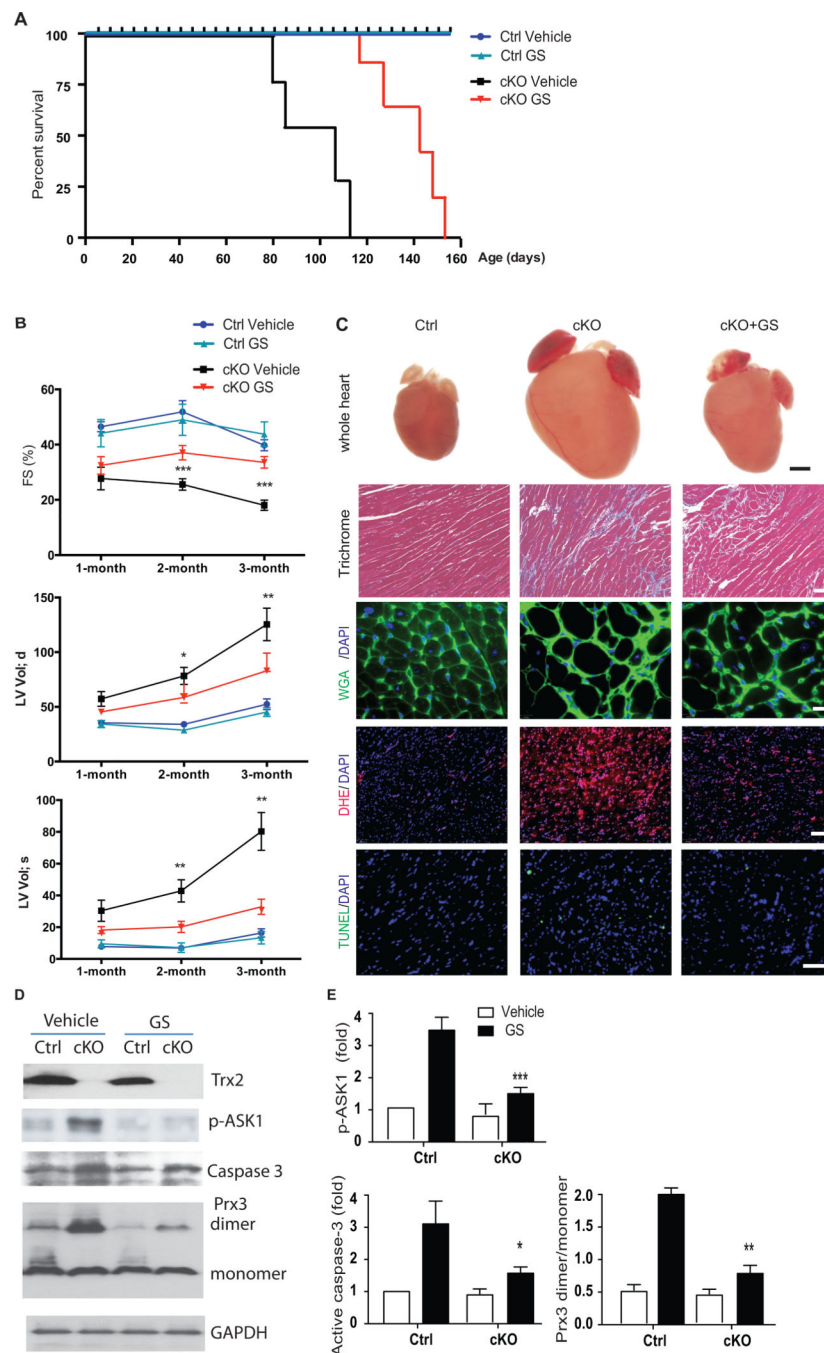 A
100
75
50
25
0
Percent survival
0 20 40 60 80 100 120 140 160 Age (days)
Ctrl Vehicle
Ctrl GS
cKO Vehicle
cKO GS
B
Ctrl Vehicle
Ctrl GS
cKO Vehicle
cKO GS
60
40
20
0
FS (%)
***
***
1-month 2-month 3-month
150
100
50
0
LV Vol; d
*
**
1-month 2-month 3-month
100
80
60
40
20
0
LV Vol; s
**
**
1-month 2-month 3-month
C
Ctrl cKO cKO+GS
whole heart
Trichrome
WGA /DAPI
DHE/DAPI
TUNEL/DAPI
D
Vehicle GS
Ctrl cKO Ctrl cKO
Trx2
p-ASK1
Caspase 3
Prx3
dimer
monomer
GAPDH
E
Vehicle
GS
4
3
2
1
0
p-ASK1 (fold)
***
Ctrl cKO
4
3
2
1
0
Active caspase-3 (fold)
*
Ctrl cKO
2.0
1.5
1.0
0.5
0.0
Prx3 dimer/monomer
**
Ctrl cKO